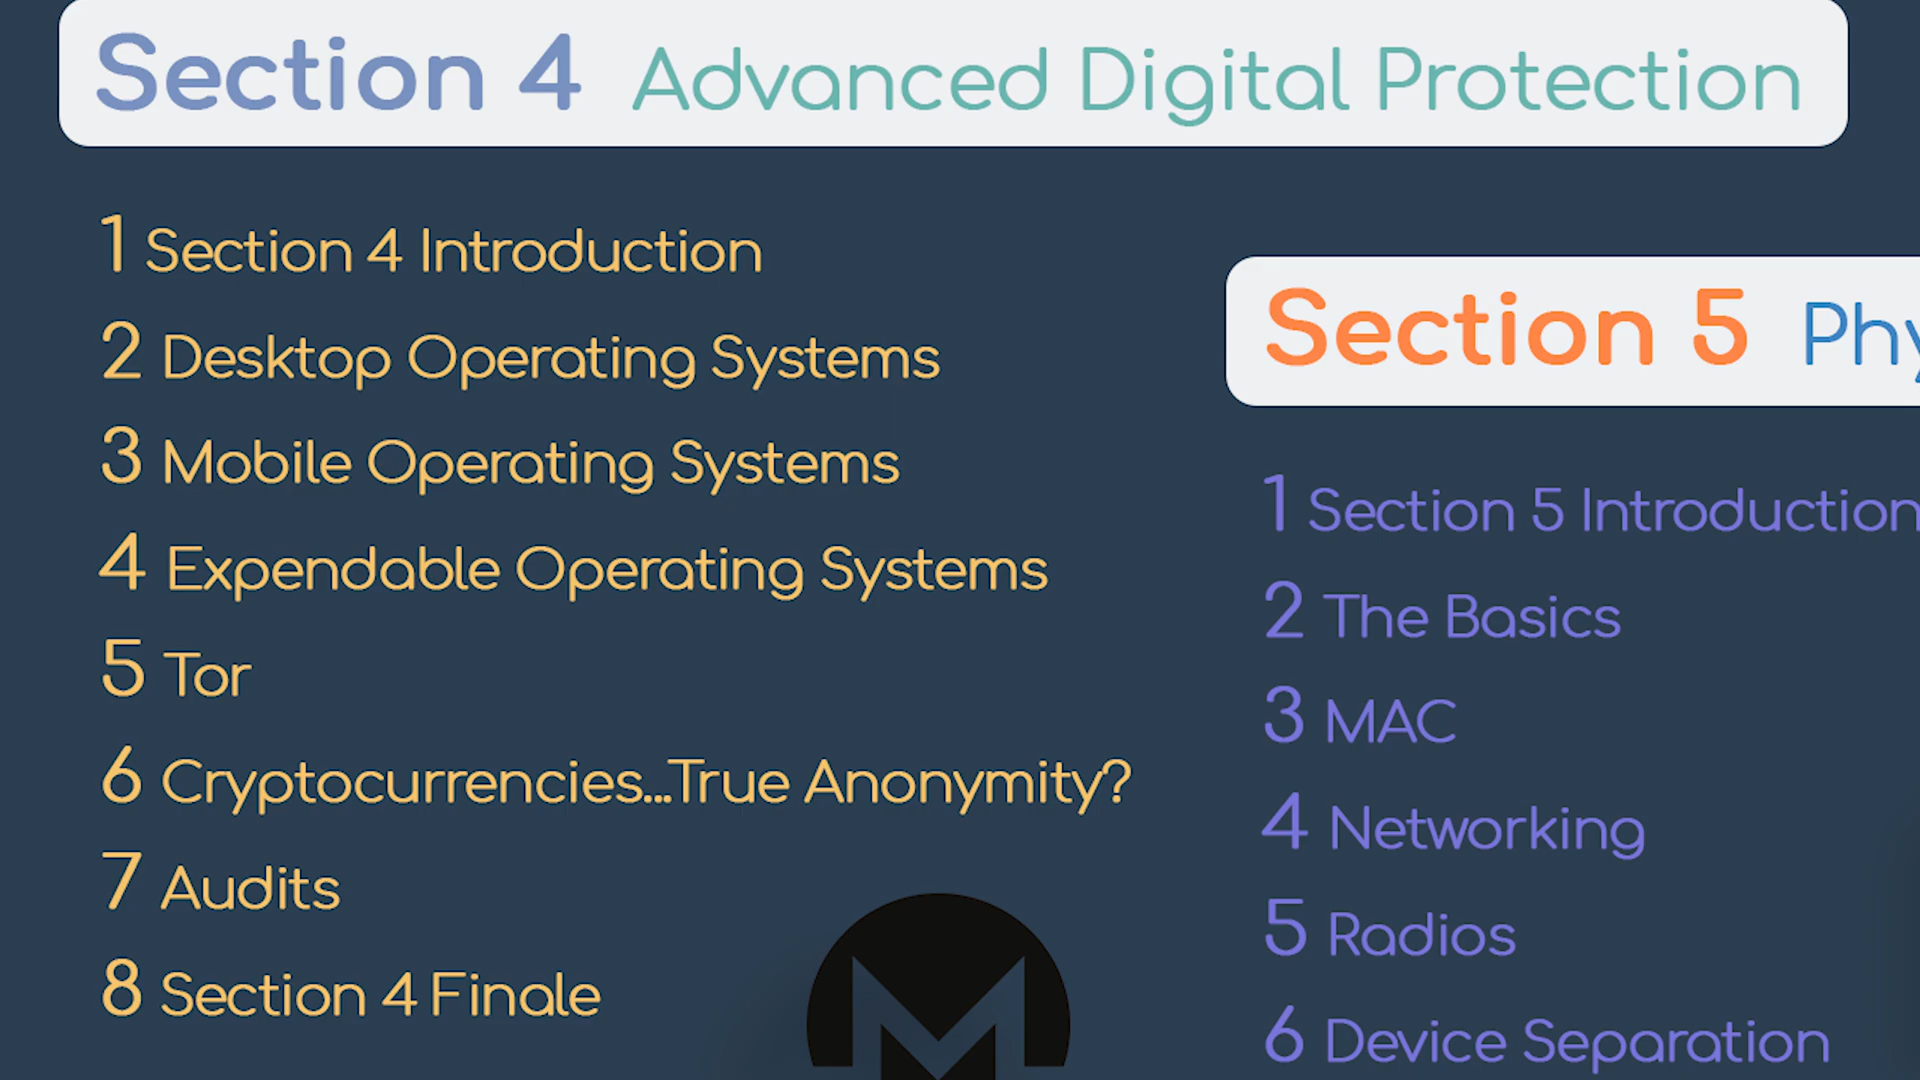 Section 4 Advanced Digital Protection
1 Section 4 Introduction
2 Desktop Operating Systems
3 Mobile Operating Systems
4 Expendable Operating Systems
5 Tor
6 Cryptocurrencies...True Anonymity?
7 Audits
8 Section 4 Finale
Section 5 Phy
1 Section 5 Introduction
2 The Basics
3 MAC
4 Networking
5 Radios
6 Device Separation